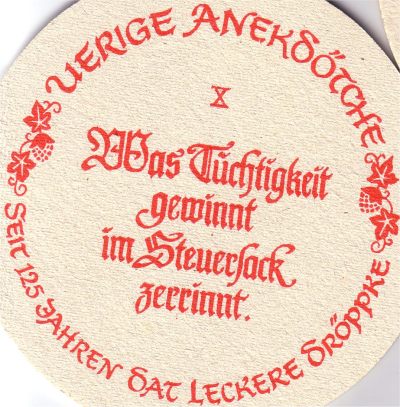 UERIGE ANEKDÖTCHE
X
Was Tüchtigkeit
gewinnt
im Steuersack
zerrinnt.
SEIT 125 JAHREN DAT LECKERE DRÖPPKE